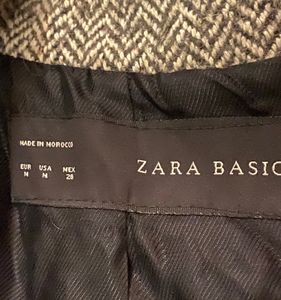 MADE IN MOROCCO
EUR USA MEX
M M 28
ZARA BASIC